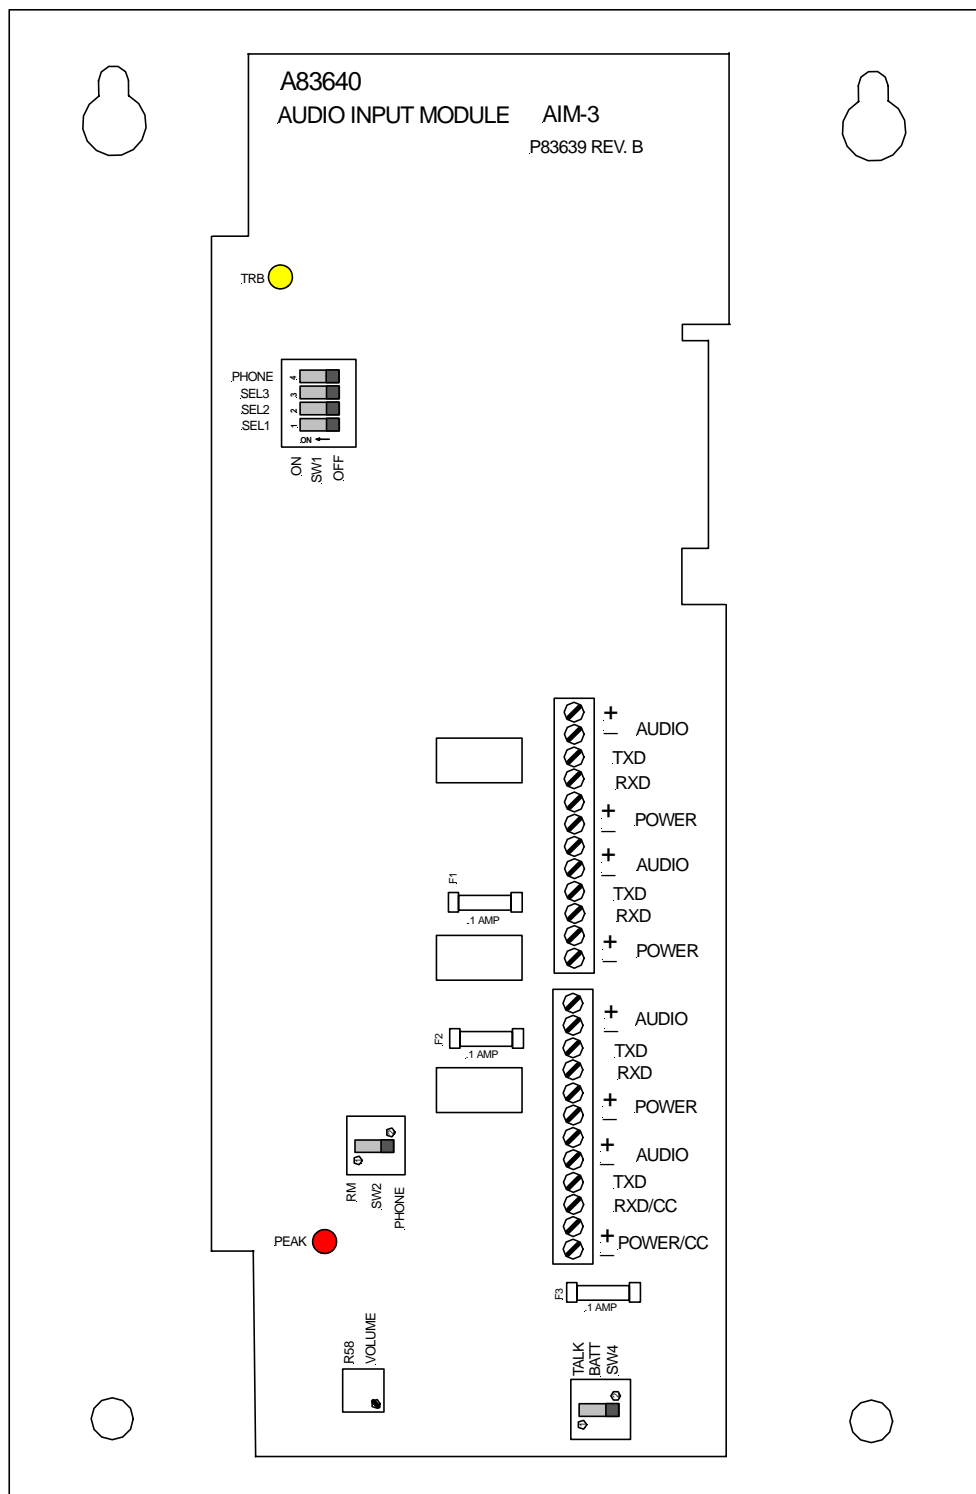 A83640
AUDIO INPUT MODULE AIM-3
P83639 REV. B
TRB
PHONE 4
SEL3 3
SEL2 2
SEL1 1
ON ←
ON
SW1
OFF
+
– AUDIO
TXD
RXD
+
– POWER
+
– AUDIO
TXD
RXD
+
– POWER
F1
.1 AMP
+
– AUDIO
TXD
RXD
+
– POWER
+
– AUDIO
TXD
RXD/CC
+
– POWER/CC
F2
.1 AMP
RM
SW2
PHONE
PEAK
F3
.1 AMP
R58
VOLUME
TALK
BATT
SW4